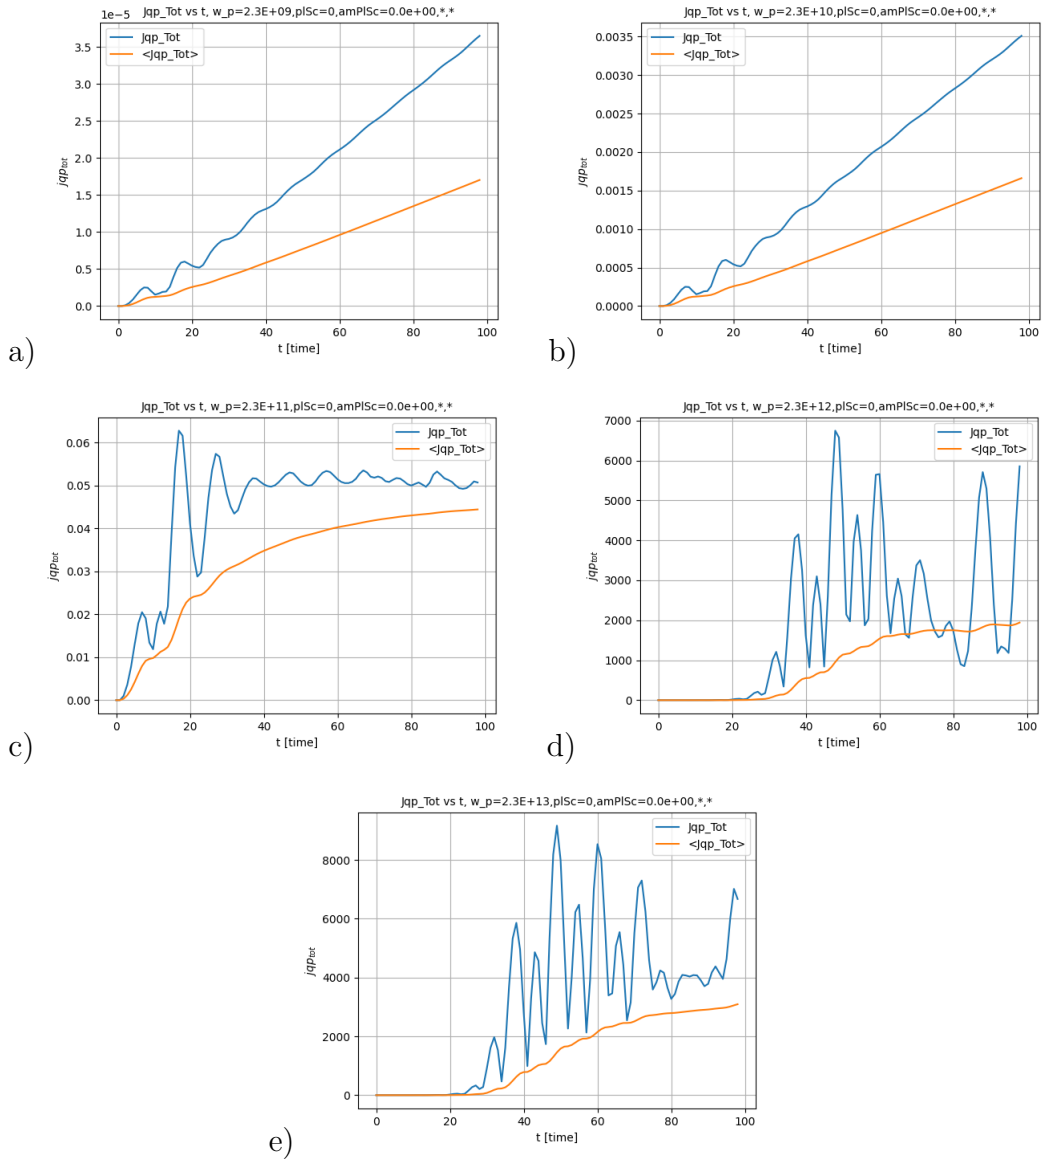 Jqp_Tot vs t, w_p=2.3E+09,plSc=0,amPlSc=0.0e+00,*,*
1e−5
Jqp_Tot
<Jqp_Tot>
3.5
3.0
2.5
2.0
1.5
1.0
0.5
0.0
jqp_tot
0 20 40 60 80 100
t [time]
a)
Jqp_Tot vs t, w_p=2.3E+10,plSc=0,amPlSc=0.0e+00,*,*
Jqp_Tot
<Jqp_Tot>
0.0035
0.0030
0.0025
0.0020
0.0015
0.0010
0.0005
0.0000
jqp_tot
0 20 40 60 80 100
t [time]
b)
Jqp_Tot vs t, w_p=2.3E+11,plSc=0,amPlSc=0.0e+00,*,*
Jqp_Tot
<Jqp_Tot>
0.06
0.05
0.04
0.03
0.02
0.01
0.00
jqp_tot
0 20 40 60 80 100
t [time]
c)
Jqp_Tot vs t, w_p=2.3E+12,plSc=0,amPlSc=0.0e+00,*,*
Jqp_Tot
<Jqp_Tot>
7000
6000
5000
4000
3000
2000
1000
0
jqp_tot
0 20 40 60 80 100
t [time]
d)
Jqp_Tot vs t, w_p=2.3E+13,plSc=0,amPlSc=0.0e+00,*,*
Jqp_Tot
<Jqp_Tot>
8000
6000
4000
2000
0
jqp_tot
0 20 40 60 80 100
t [time]
e)